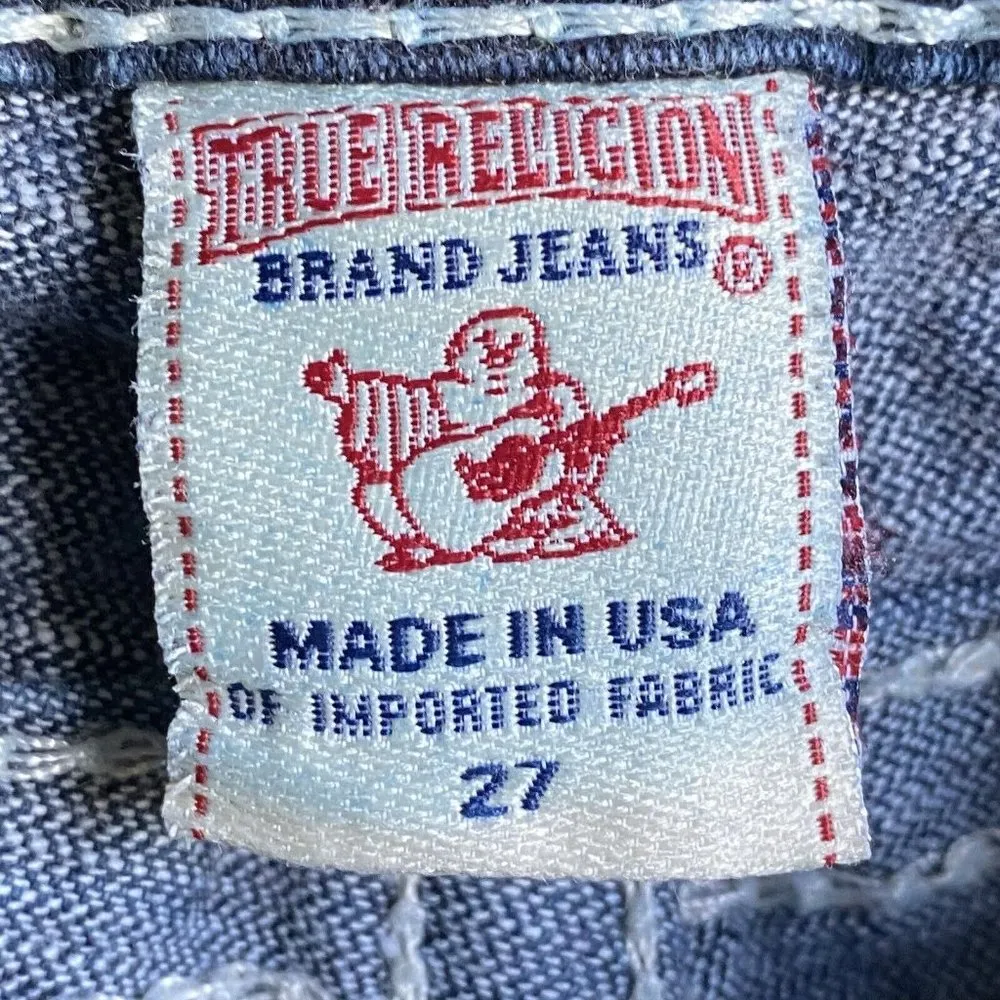 TRUE RELIGION
BRAND JEANS ®
MADE IN USA
OF IMPORTED FABRIC
27